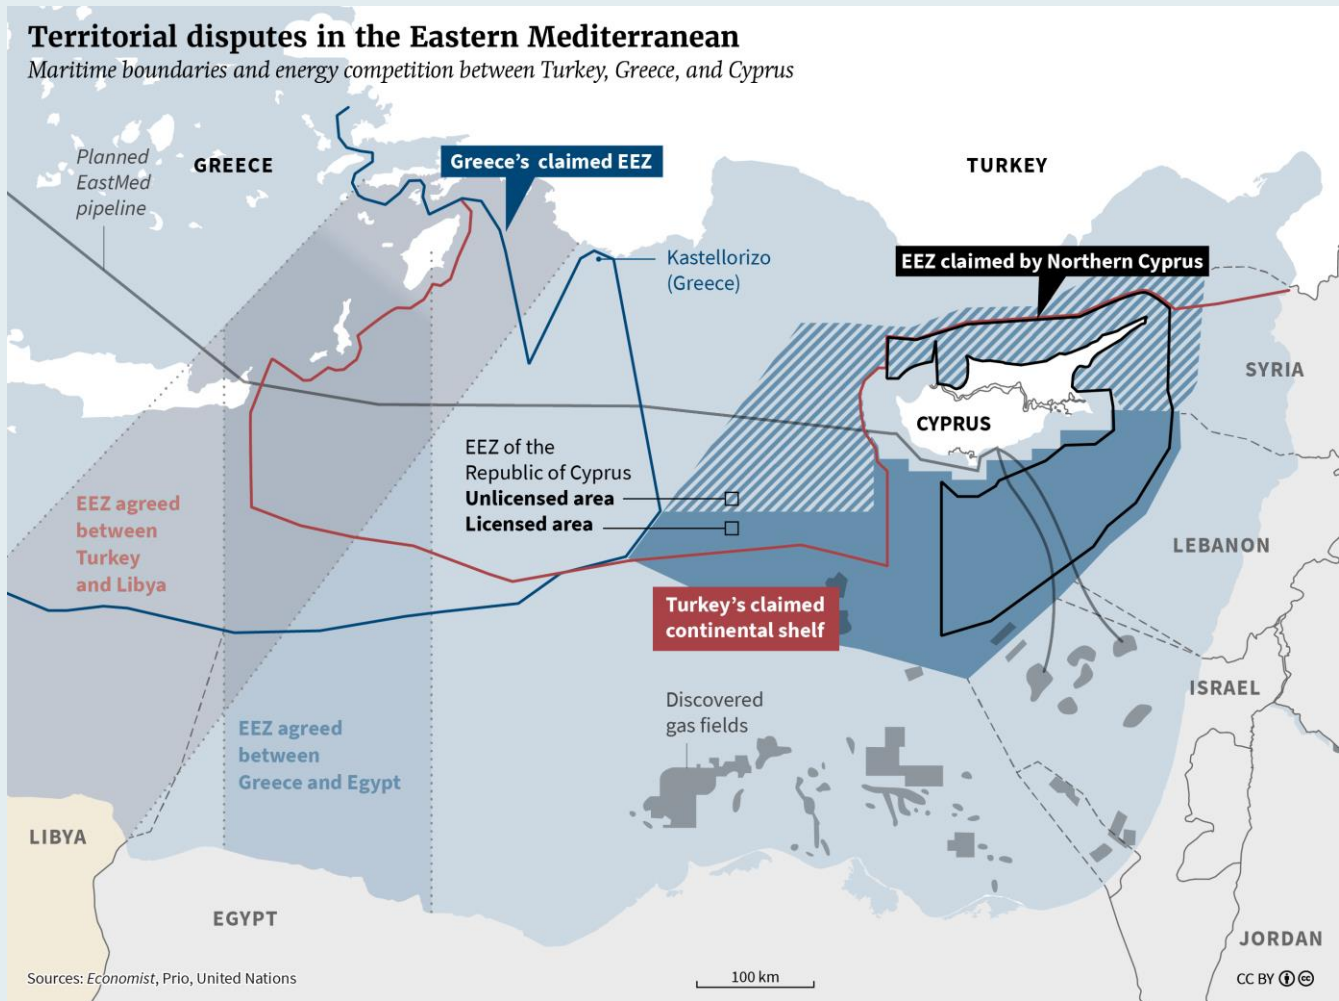 Territorial disputes in the Eastern Mediterranean
Maritime boundaries and energy competition between Turkey, Greece, and Cyprus
Planned
EastMed
pipeline
GREECE
Greece's claimed EEZ
TURKEY
Kastellorizo
(Greece)
EEZ claimed by Northern Cyprus
SYRIA
CYPRUS
EEZ of the
Republic of Cyprus
Unlicensed area
Licensed area
EEZ agreed
between
Turkey
and Libya
LEBANON
Turkey's claimed
continental shelf
ISRAEL
Discovered
gas fields
EEZ agreed
between
Greece and Egypt
LIBYA
EGYPT
JORDAN
Sources: Economist, Prio, United Nations
100 km
CC BY